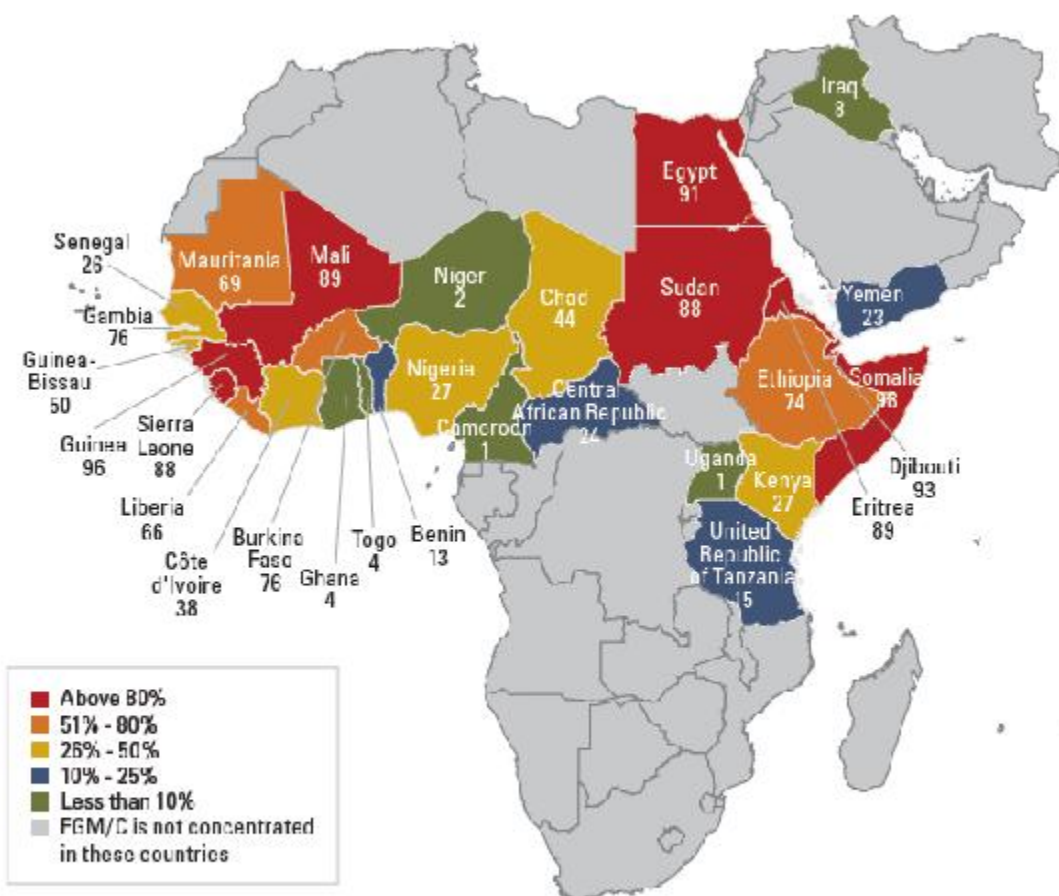 Iraq
8
Egypt
91
Senegal
26
Mauritania
69
Mali
89
Niger
2
Chad
44
Sudan
88
Yemen
23
Gambia
76
Guinea-
Bissau
50
Nigeria
27
Central
African Republic
24
Ethiopia
74
Somalia
98
Guinea
96
Sierra
Leone
88
Cameroon
1
Uganda
1
Kenya
27
Djibouti
93
Eritrea
89
Liberia
66
Côte
d'Ivoire
38
Burkina
Faso
76
Ghana
4
Togo
4
Benin
13
United
Republic
of Tanzania
15
Above 80%
51% - 80%
26% - 50%
10% - 25%
Less than 10%
FGM/C is not concentrated
in these countries